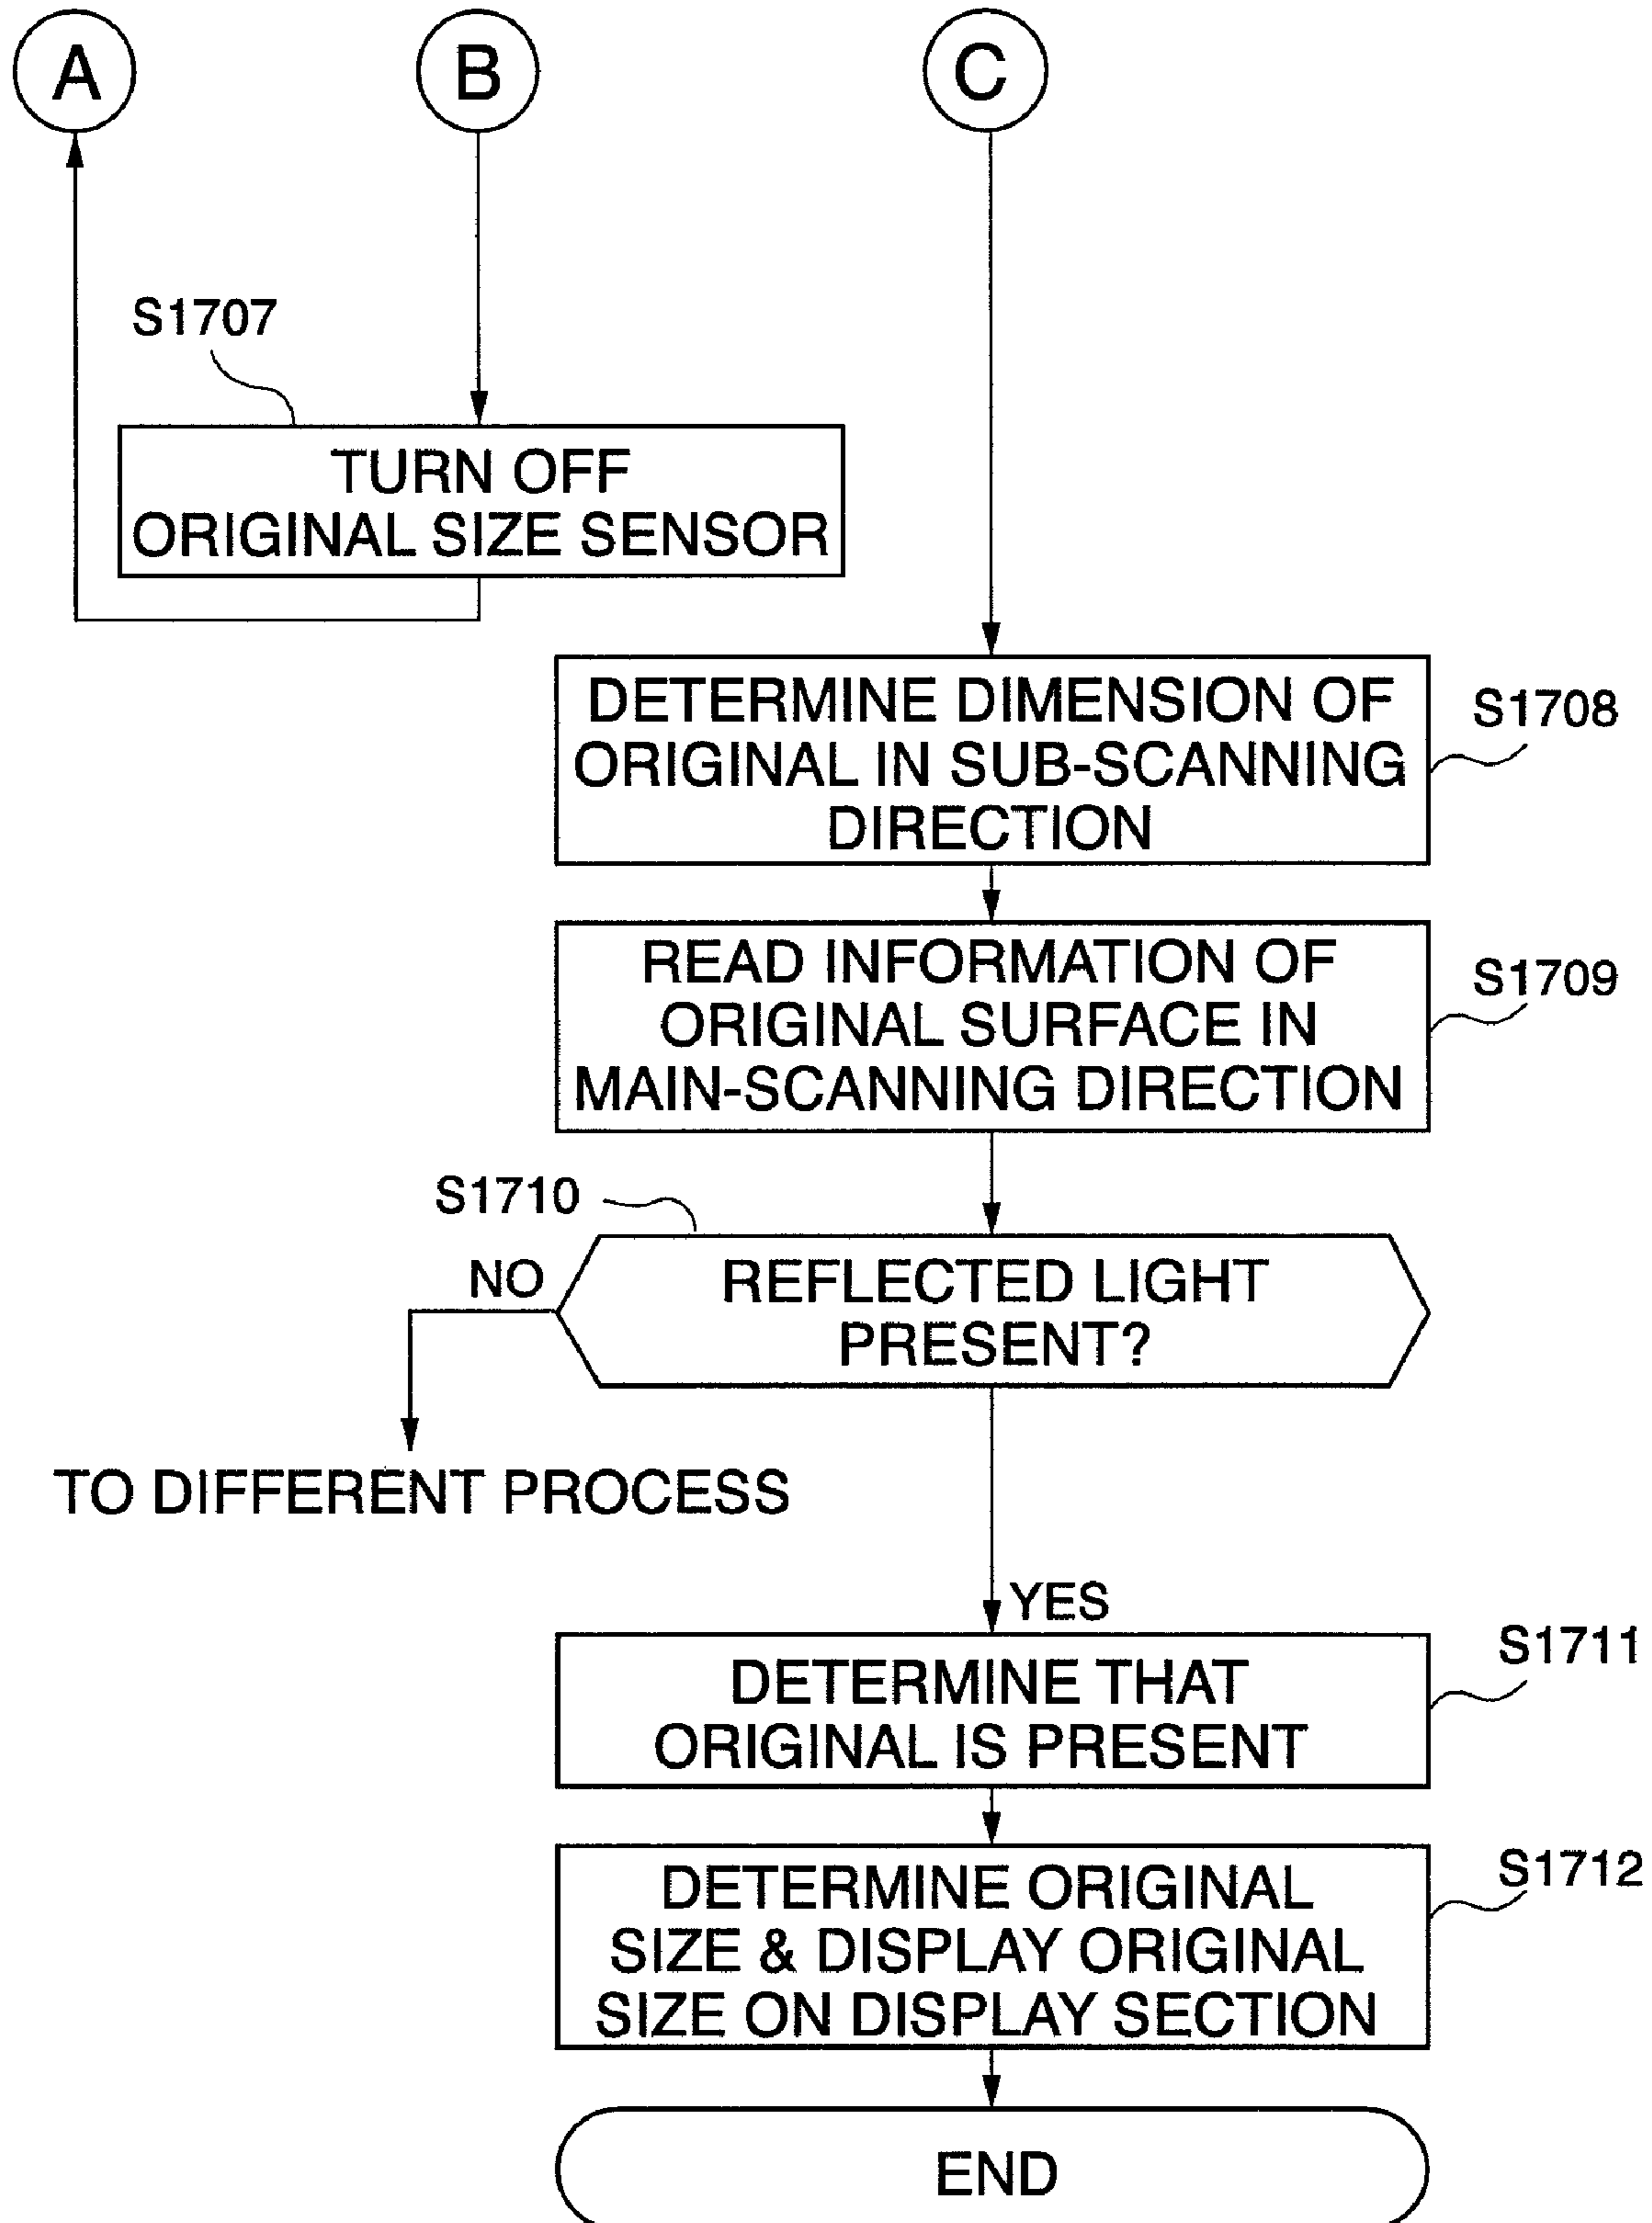 A
B
C
S1707
TURN OFF
ORIGINAL SIZE SENSOR
DETERMINE DIMENSION OF
ORIGINAL IN SUB-SCANNING
DIRECTION
S1708
READ INFORMATION OF
ORIGINAL SURFACE IN
MAIN-SCANNING DIRECTION
S1709
S1710
NO
REFLECTED LIGHT
PRESENT?
TO DIFFERENT PROCESS
YES
DETERMINE THAT
ORIGINAL IS PRESENT
S1711
DETERMINE ORIGINAL
SIZE & DISPLAY ORIGINAL
SIZE ON DISPLAY SECTION
S1712
END